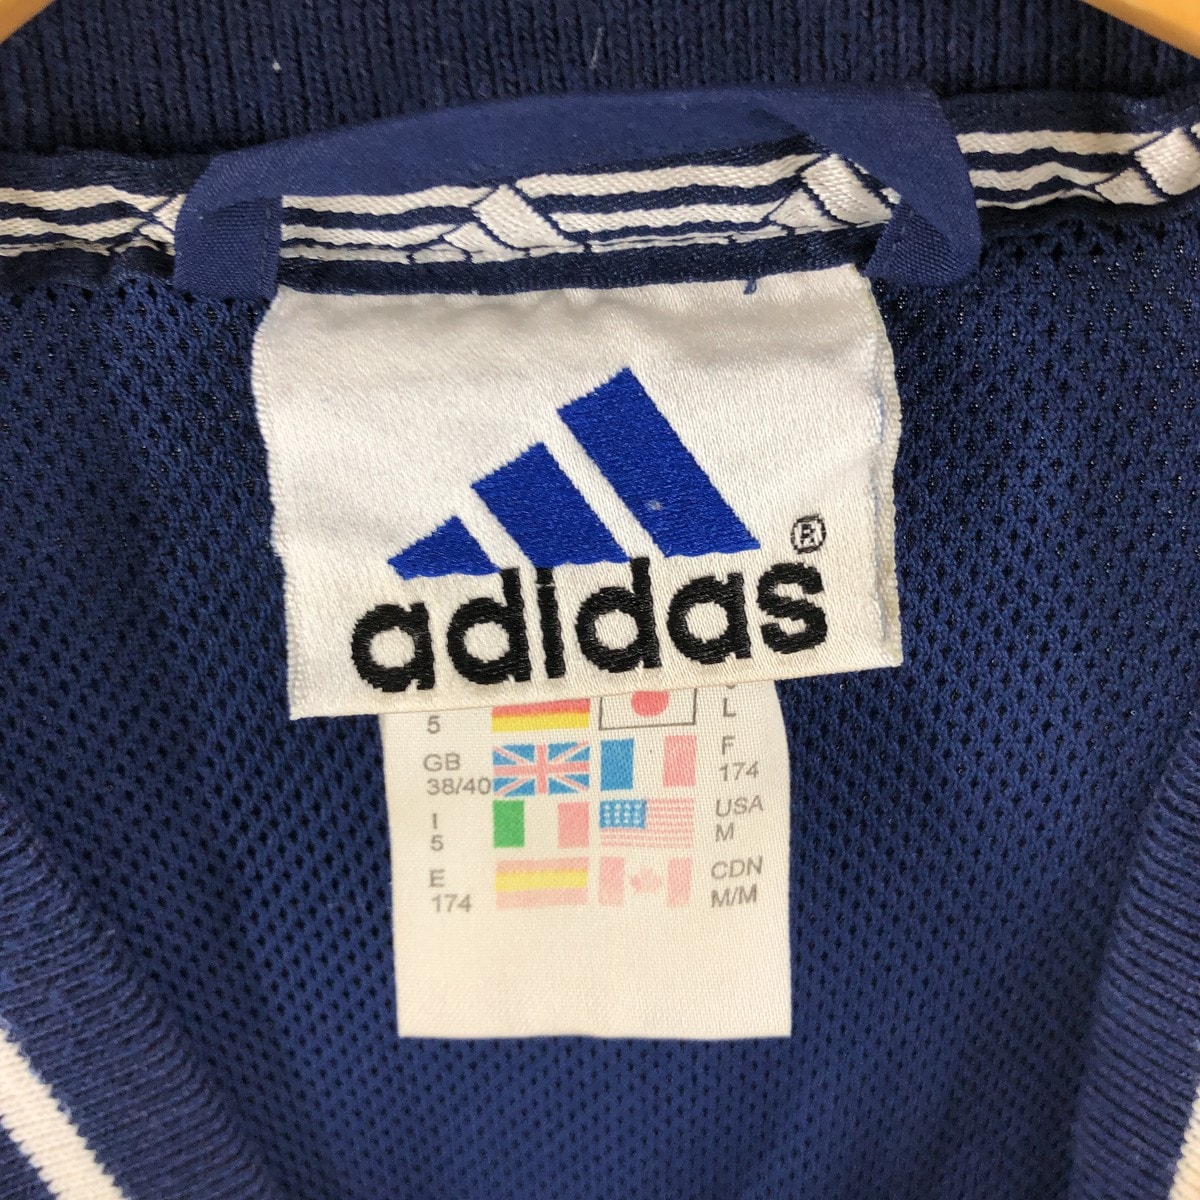 adidas®
5
L
GB
38/40
F
174
I
5
USA
M
E
174
CDN
M/M